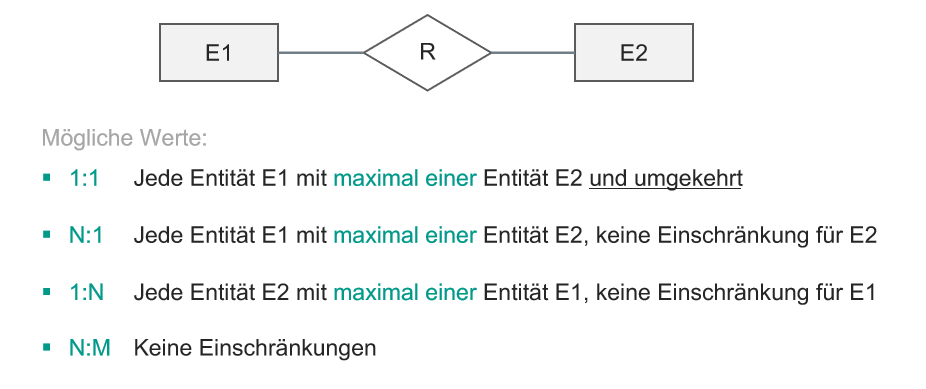 E1 R E2
Mögliche Werte:
▪ 1:1 Jede Entität E1 mit maximal einer Entität E2 und umgekehrt
▪ N:1 Jede Entität E1 mit maximal einer Entität E2, keine Einschränkung für E2
▪ 1:N Jede Entität E2 mit maximal einer Entität E1, keine Einschränkung für E1
▪ N:M Keine Einschränkungen